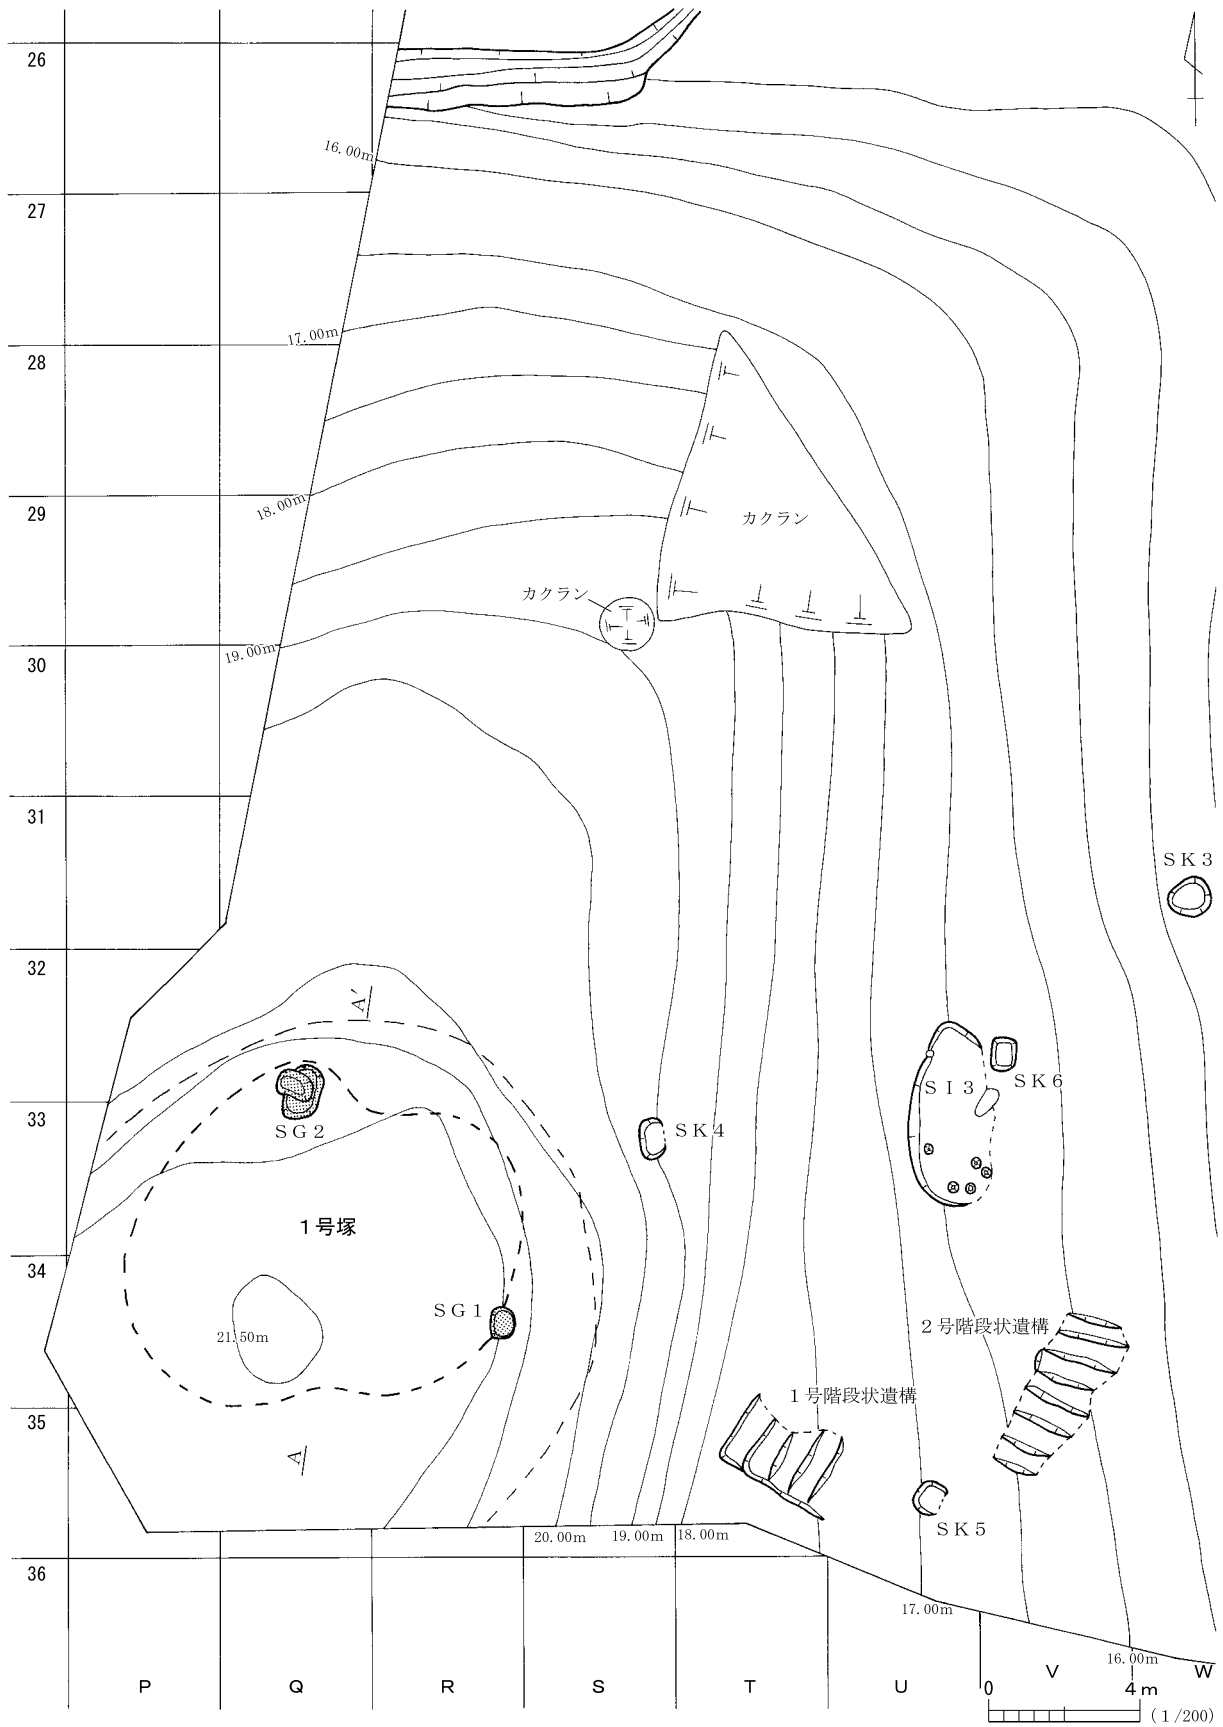 26
16.00m
27
17.00m
28
18.00m
29
カクラン
カクラン
19.00m
30
31
SK3
32
A'
SI3
SK6
33
SG2
SK4
1号塚
34
SG1
21.50m
2号階段状遺構
1号階段状遺構
35
A
SK5
20.00m 19.00m 18.00m
36
17.00m
16.00m
P Q R S T U V W
0 4m
(1/200)